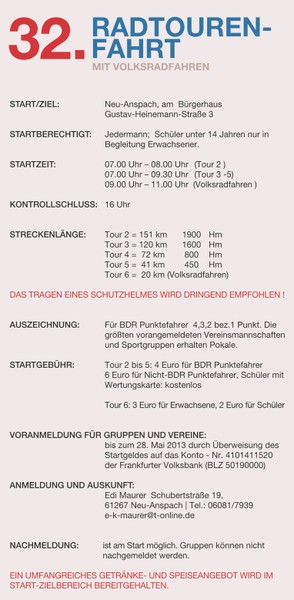 32. RADTOUREN-
FAHRT
MIT VOLKSRADFAHREN
START/ZIEL: Neu-Anspach, am Bürgerhaus
Gustav-Heinemann-Straße 3
STARTBERECHTIGT: Jedermann; Schüler unter 14 Jahren nur in
Begleitung Erwachsener.
STARTZEIT: 07.00 Uhr – 08.00 Uhr (Tour 2 )
07.00 Uhr – 09.30 Uhr (Tour 3 -5)
09.00 Uhr – 11.00 Uhr (Volksradfahren )
KONTROLLSCHLUSS: 16 Uhr
STRECKENLÄNGE: Tour 2 = 151 km 1900 Hm
Tour 3 = 120 km 1600 Hm
Tour 4 = 72 km 800 Hm
Tour 5 = 41 km 450 Hm
Tour 6 = 20 km (Volksradfahren)
DAS TRAGEN EINES SCHUTZHELMES WIRD DRINGEND EMPFOHLEN !
AUSZEICHNUNG: Für BDR Punktefahrer 4,3,2 bez.1 Punkt. Die
größten vorangemeldeten Vereinsmannschaften
und Sportgruppen erhalten Pokale.
STARTGEBÜHR: Tour 2 bis 5: 4 Euro für BDR Punktefahrer
6 Euro für Nicht-BDR Punktefahrer, Schüler mit
Wertungskarte: kostenlos
Tour 6: 3 Euro für Erwachsene, 2 Euro für Schüler
VORANMELDUNG FÜR GRUPPEN UND VEREINE:
bis zum 28. Mai 2013 durch Überweisung des
Startgeldes auf das Konto - Nr. 4101411520
der Frankfurter Volksbank (BLZ 50190000)
ANMELDUNG UND AUSKUNFT:
Edi Maurer Schubertstraße 19,
61267 Neu-Anspach | Tel.: 06081/7939
e-k-maurer@t-online.de
NACHMELDUNG: ist am Start möglich. Gruppen können nicht
nachgemeldet werden.
EIN UMFANGREICHES GETRÄNKE- UND SPEISEANGEBOT WIRD IM
START-ZIELBEREICH BEREITGEHALTEN.